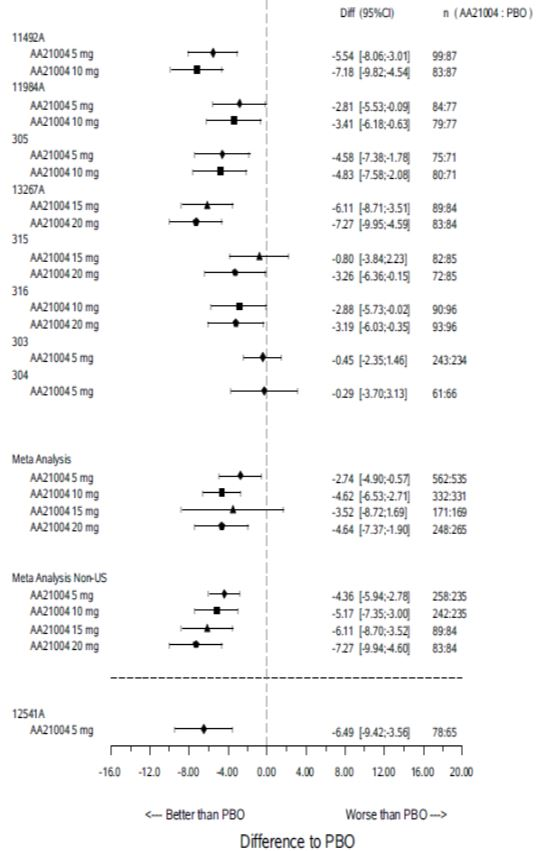 Diff (95%CI) n ( AA21004 : PBO )
11492A
AA21004 5 mg -5.54 [-8.06;-3.01] 99:87
AA21004 10 mg -7.18 [-9.82;-4.54] 83:87
11984A
AA21004 5 mg -2.81 [-5.53;-0.09] 84:77
AA21004 10 mg -3.41 [-6.18;-0.63] 79:77
305
AA21004 5 mg -4.58 [-7.38;-1.78] 75:71
AA21004 10 mg -4.83 [-7.58;-2.08] 80:71
13267A
AA21004 15 mg -6.11 [-8.71;-3.51] 89:84
AA21004 20 mg -7.27 [-9.95;-4.59] 83:84
315
AA21004 15 mg -0.80 [-3.84;2.23] 82:85
AA21004 20 mg -3.26 [-6.36;-0.15] 72:85
316
AA21004 10 mg -2.88 [-5.73;-0.02] 90:96
AA21004 20 mg -3.19 [-6.03;-0.35] 93:96
303
AA21004 5 mg -0.45 [-2.35;1.46] 243:234
304
AA21004 5 mg -0.29 [-3.70;3.13] 61:66
Meta Analysis
AA21004 5 mg -2.74 [-4.90;-0.57] 562:535
AA21004 10 mg -4.62 [-6.53;-2.71] 332:331
AA21004 15 mg -3.52 [-8.72;1.69] 171:169
AA21004 20 mg -4.64 [-7.37;-1.90] 248:265
Meta Analysis Non-US
AA21004 5 mg -4.36 [-5.94;-2.78] 258:235
AA21004 10 mg -5.17 [-7.35;-3.00] 242:235
AA21004 15 mg -6.11 [-8.70;-3.52] 89:84
AA21004 20 mg -7.27 [-9.94;-4.60] 83:84
12541A
AA21004 5 mg -6.49 [-9.42;-3.56] 78:65
-16.0 -12.0 -8.00 -4.00 0.00 4.00 8.00 12.00 16.00 20.00
<--- Better than PBO Worse than PBO --->
Difference to PBO